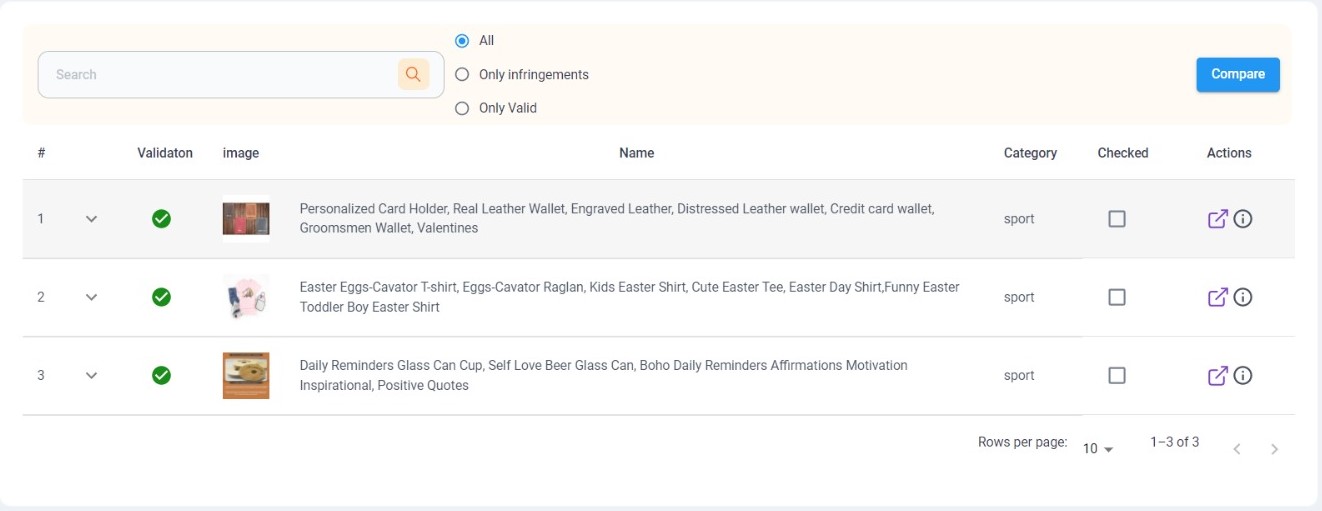 Search
All
Only infringements
Only Valid
Compare
# Validaton image Name Category Checked Actions
1 Personalized Card Holder, Real Leather Wallet, Engraved Leather, Distressed Leather wallet, Credit card wallet, sport
Groomsmen Wallet, Valentines
2 Easter Eggs-Cavator T-shirt, Eggs-Cavator Raglan, Kids Easter Shirt, Cute Easter Tee, Easter Day Shirt,Funny Easter sport
Toddler Boy Easter Shirt
3 Daily Reminders Glass Can Cup, Self Love Beer Glass Can, Boho Daily Reminders Affirmations Motivation sport
Inspirational, Positive Quotes
Rows per page: 10 1–3 of 3